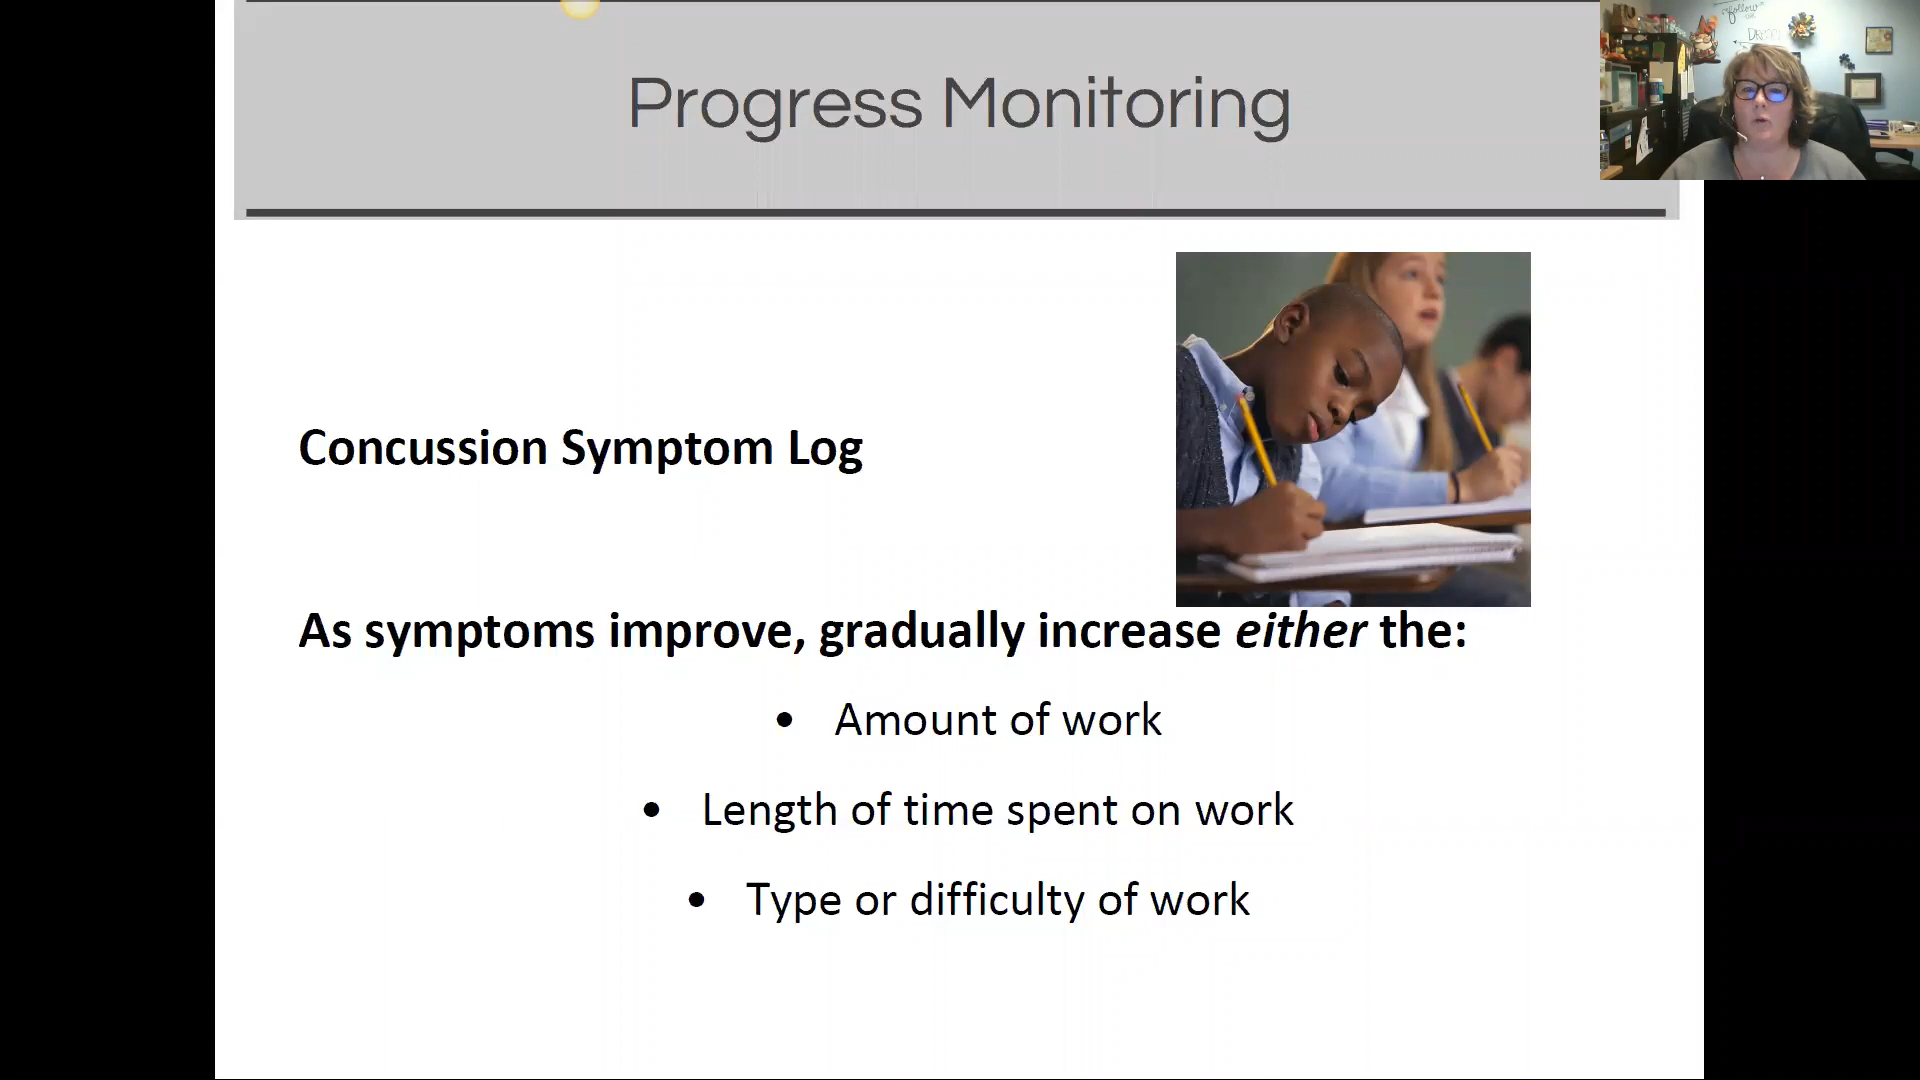 Progress Monitoring
follow
Concussion Symptom Log
As symptoms improve, gradually increase either the:
• Amount of work
• Length of time spent on work
• Type or difficulty of work